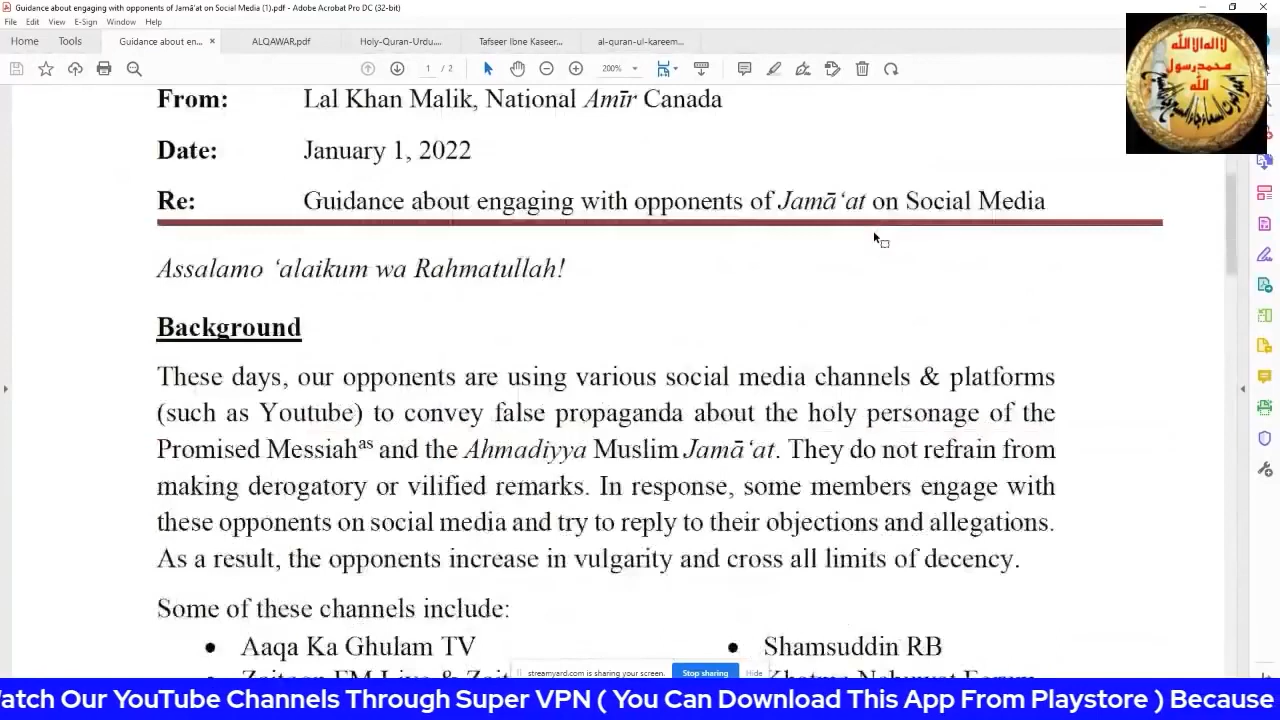 Guidance about engaging with opponents of Jamā'at on Social Media (1).pdf - Adobe Acrobat Pro DC (32-bit)
File Edit View E-Sign Window Help
Home Tools Guidance about en... × ALQAWAR.pdf Holy-Quran-Urdu.... Tafseer Ibne Kaseer... al-quran-ul-kareem...
1 / 2 200%
لا اله الا الله
محمد رسول
الله
From: Lal Khan Malik, National Amīr Canada
Date: January 1, 2022
Re: Guidance about engaging with opponents of Jamā‘at on Social Media
Assalamo ‘alaikum wa Rahmatullah!
Background
These days, our opponents are using various social media channels & platforms
(such as Youtube) to convey false propaganda about the holy personage of the
Promised Messiahas and the Ahmadiyya Muslim Jamā‘at. They do not refrain from
making derogatory or vilified remarks. In response, some members engage with
these opponents on social media and try to reply to their objections and allegations.
As a result, the opponents increase in vulgarity and cross all limits of decency.
Some of these channels include:
• Aaqa Ka Ghulam TV • Shamsuddin RB
streamyard.com is sharing your screen. Stop sharing Hide
Watch Our YouTube Channels Through Super VPN ( You Can Download This App From Playstore ) Because